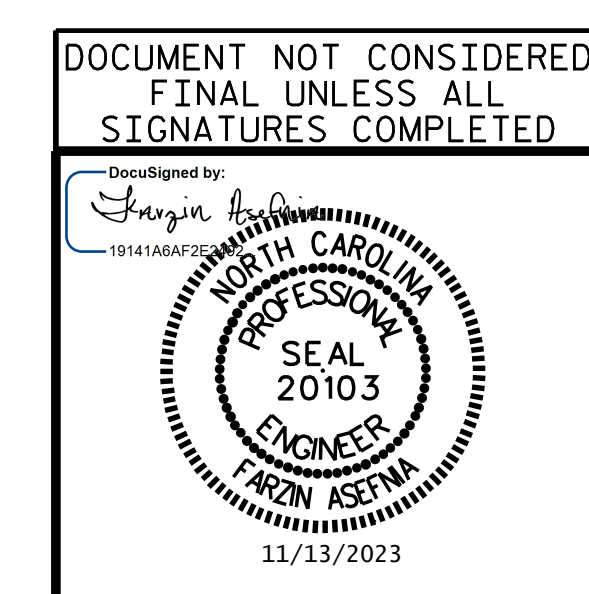 DOCUMENT NOT CONSIDERED
FINAL UNLESS ALL
SIGNATURES COMPLETED
DocuSigned by:
Farzin Asefnia
19141A6AF2E2492...
NORTH CAROLINA
PROFESSIONAL
SEAL
20103
ENGINEER
FARZIN ASEFNIA
11/13/2023